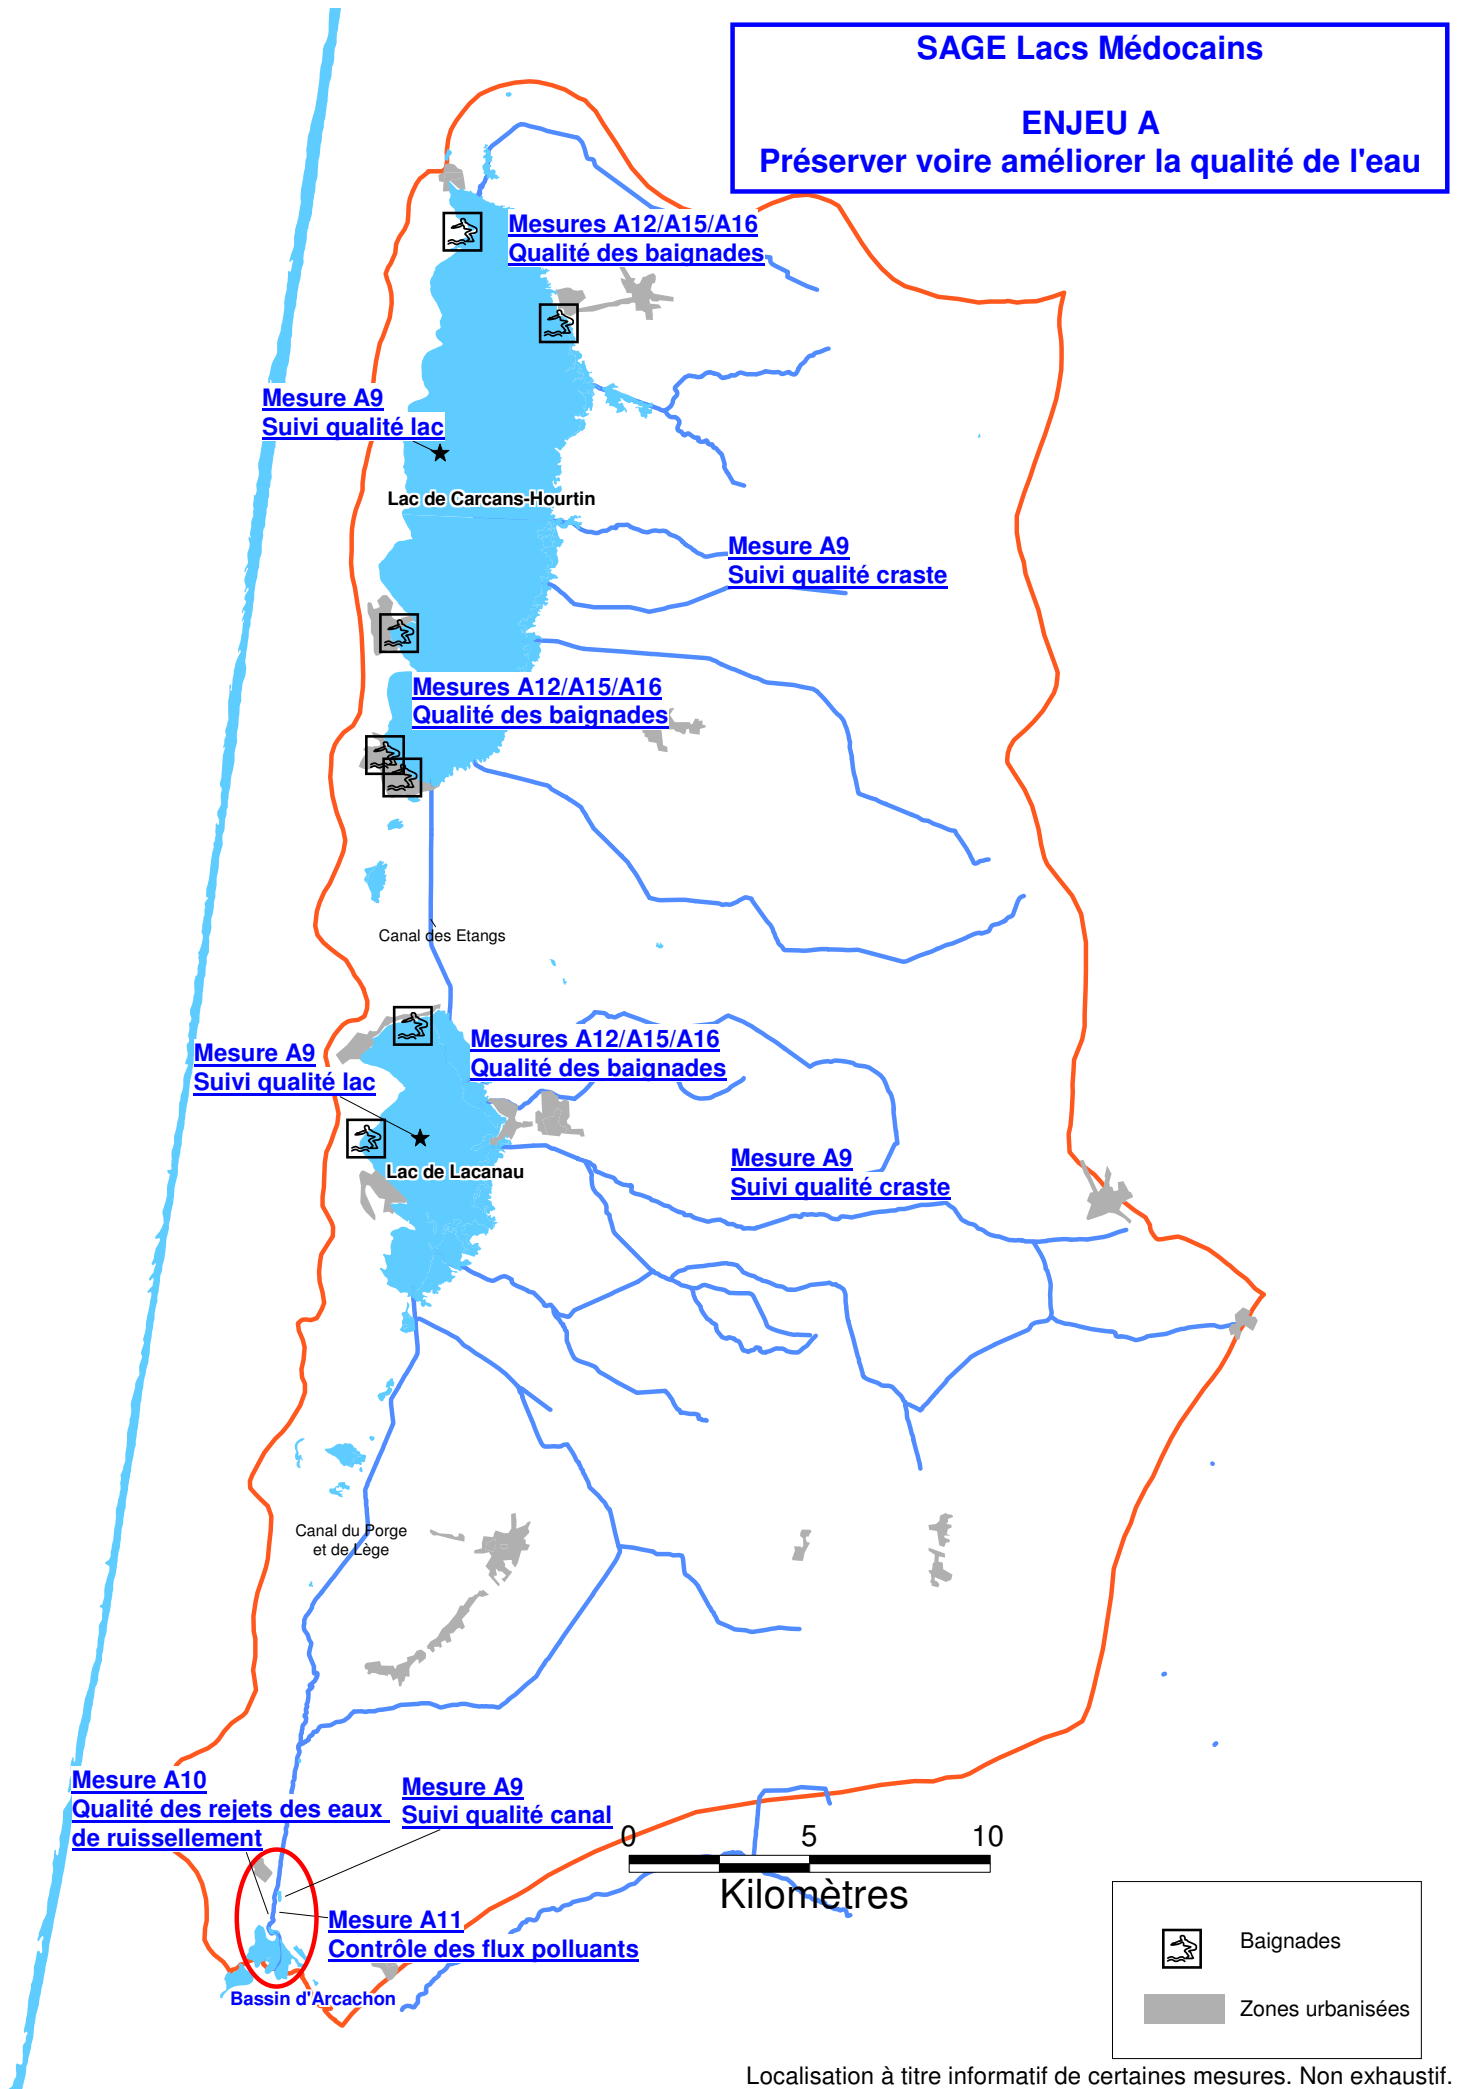 SAGE Lacs Médocains
ENJEU A
Préserver voire améliorer la qualité de l'eau
Mesures A12/A15/A16
Qualité des baignades
Mesure A9
Suivi qualité lac
Lac de Carcans-Hourtin
Mesure A9
Suivi qualité craste
Mesures A12/A15/A16
Qualité des baignades
Canal des Etangs
Mesures A12/A15/A16
Qualité des baignades
Mesure A9
Suivi qualité lac
Lac de Lacanau
Mesure A9
Suivi qualité craste
Canal du Porge
et de Lège
Mesure A10
Qualité des rejets des eaux
de ruissellement
Mesure A9
Suivi qualité canal
0 5 10
Kilomètres
Mesure A11
Contrôle des flux polluants
Bassin d'Arcachon
Baignades
Zones urbanisées
Localisation à titre informatif de certaines mesures. Non exhaustif.